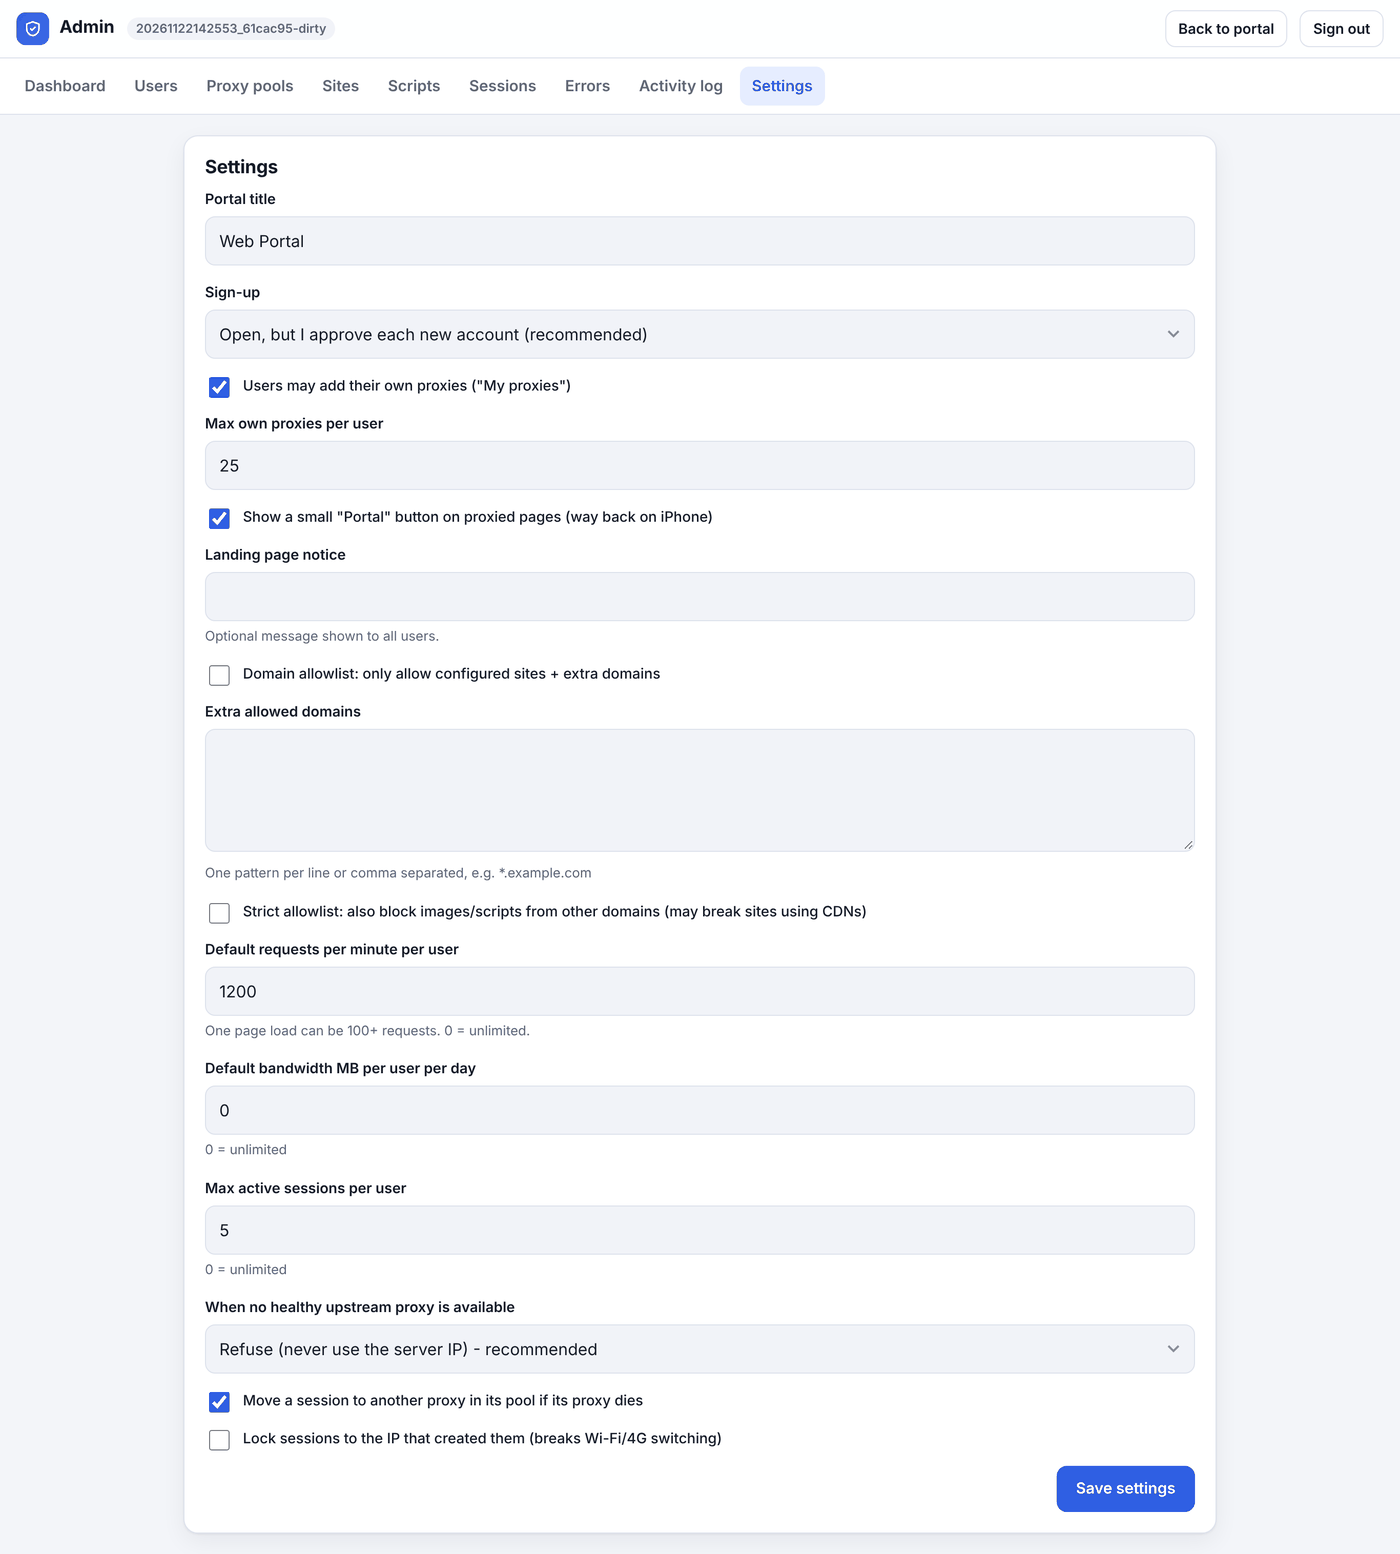 Admin
20261122142553_61cac95-dirty
Back to portal
Sign out
Dashboard
Users
Proxy pools
Sites
Scripts
Sessions
Errors
Activity log
Settings
Settings
Portal title
Web Portal
Sign-up
Open, but I approve each new account (recommended)
Users may add their own proxies ("My proxies")
Max own proxies per user
25
Show a small "Portal" button on proxied pages (way back on iPhone)
Landing page notice
Optional message shown to all users.
Domain allowlist: only allow configured sites + extra domains
Extra allowed domains
One pattern per line or comma separated, e.g. *.example.com
Strict allowlist: also block images/scripts from other domains (may break sites using CDNs)
Default requests per minute per user
1200
One page load can be 100+ requests. 0 = unlimited.
Default bandwidth MB per user per day
0
0 = unlimited
Max active sessions per user
5
0 = unlimited
When no healthy upstream proxy is available
Refuse (never use the server IP) - recommended
Move a session to another proxy in its pool if its proxy dies
Lock sessions to the IP that created them (breaks Wi-Fi/4G switching)
Save settings